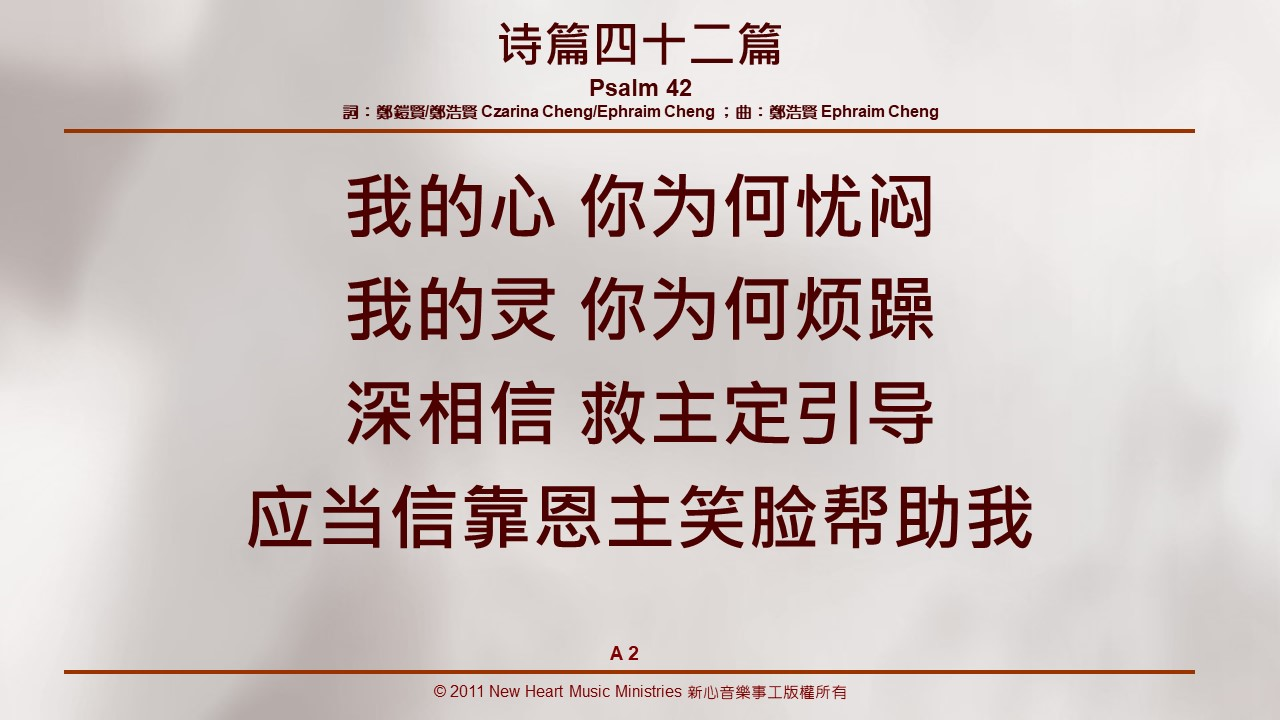 诗篇四十二篇
Psalm 42
詞：鄭鎧賢/鄭浩賢 Czarina Cheng/Ephraim Cheng ；曲：鄭浩賢 Ephraim Cheng
我的心 你为何忧闷
我的灵 你为何烦躁
深相信 救主定引导
应当信靠恩主笑脸帮助我
A 2
© 2011 New Heart Music Ministries 新心音樂事工版權所有